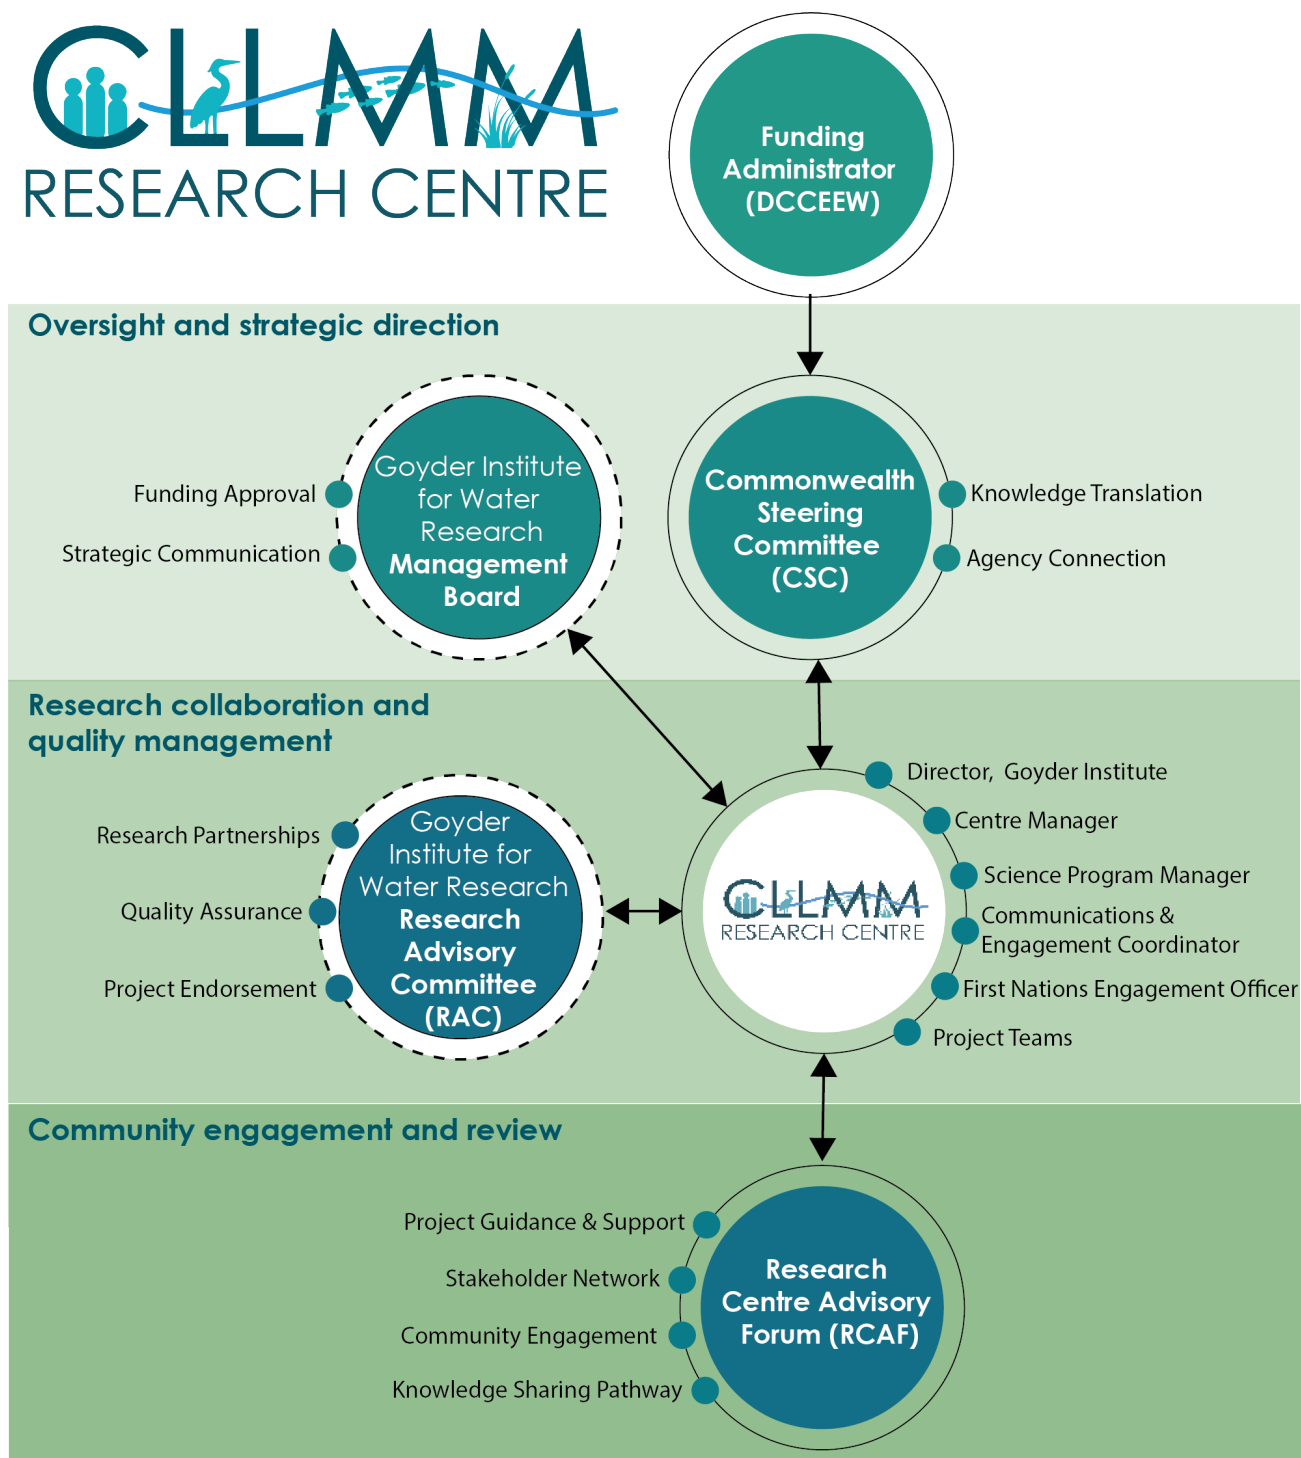 CLLMM
RESEARCH CENTRE
Funding
Administrator
(DCCEEW)
Oversight and strategic direction
Goyder Institute
for Water
Research
Management
Board
Funding Approval
Strategic Communication
Commonwealth
Steering
Committee
(CSC)
Knowledge Translation
Agency Connection
Research collaboration and
quality management
Goyder
Institute for
Water Research
Research
Advisory
Committee
(RAC)
Research Partnerships
Quality Assurance
Project Endorsement
CLLMM
RESEARCH CENTRE
Director, Goyder Institute
Centre Manager
Science Program Manager
Communications &
Engagement Coordinator
First Nations Engagement Officer
Project Teams
Community engagement and review
Project Guidance & Support
Stakeholder Network
Community Engagement
Knowledge Sharing Pathway
Research
Centre Advisory
Forum (RCAF)